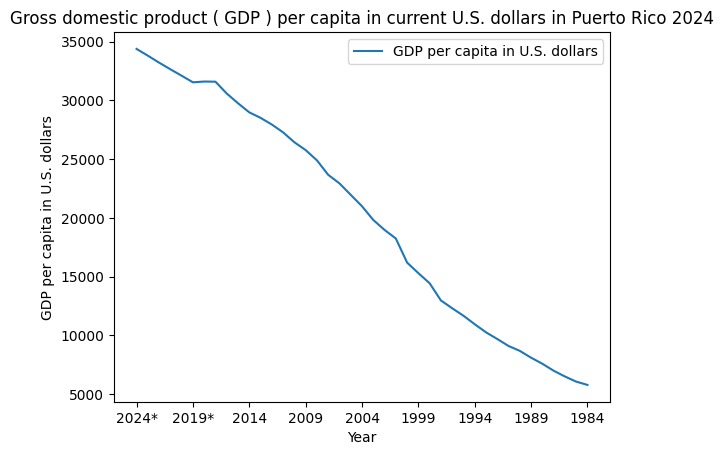 Gross domestic product ( GDP ) per capita in current U.S. dollars in Puerto Rico 2024
GDP per capita in U.S. dollars
35000
30000
25000
20000
15000
10000
5000
GDP per capita in U.S. dollars
2024* 2019* 2014 2009 2004 1999 1994 1989 1984
Year